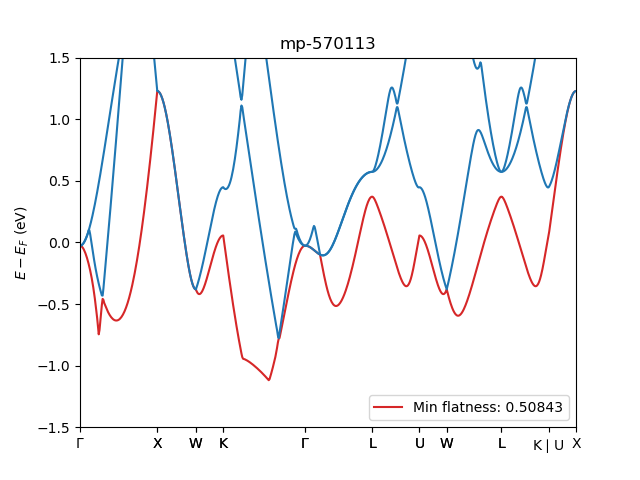 mp-570113
1.5
1.0
0.5
0.0
−0.5
−1.0
−1.5
E − E_F (eV)
Min flatness: 0.50843
Γ X W K Γ L U W L K | U X